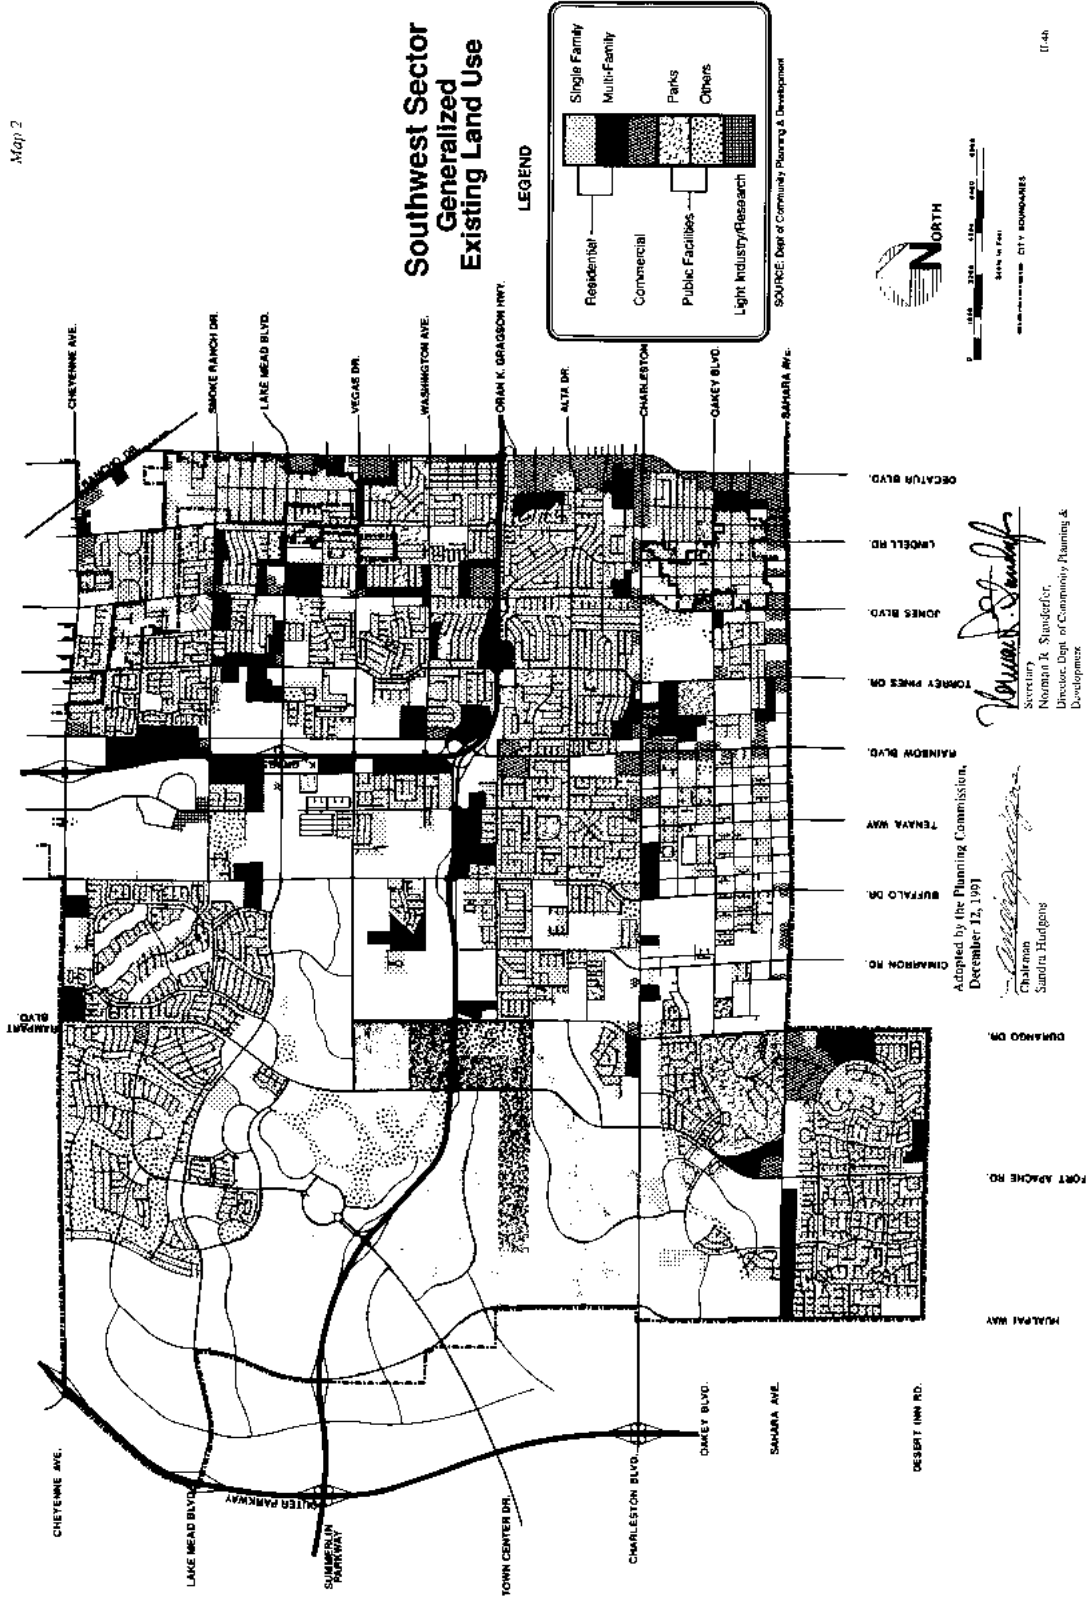 Map 2
Southwest Sector
Generalized
Existing Land Use
LEGEND
Residential
Single Family
Multi-Family
Commercial
Public Facilities
Parks
Others
Light Industry/Research
SOURCE: Dept of Community Planning & Development
NORTH
Scale in Feet
CITY BOUNDARIES
II-4b
CHEYENNE AVE.
SMOKE RANCH DR.
LAKE MEAD BLVD.
VEGAS DR.
WASHINGTON AVE.
ORAN K. GRAGSON HWY.
ALTA DR.
CHARLESTON
OAKEY BLVD.
SAHARA AVE.
RANCHO DR.
DECATUR BLVD.
LINDELL RD.
JONES BLVD.
TORREY PINES DR.
RAINBOW BLVD.
TENAYA WAY
BUFFALO DR.
CIMARRON RD.
DURANGO DR.
FORT APACHE RD.
HUALPAI WAY
RAMPART
BLVD.
CHEYENNE AVE.
LAKE MEAD BLVD.
OUTER PARKWAY
SUMMERLIN
PARKWAY
TOWN CENTER DR.
CHARLESTON BLVD.
OAKEY BLVD.
SAHARA AVE.
DESERT INN RD.
Adopted by the Planning Commission,
December 12, 1991
Chairman
Sandra Hudgens
Secretary
Norman R. Standerfer,
Director, Dept. of Community Planning &
Development